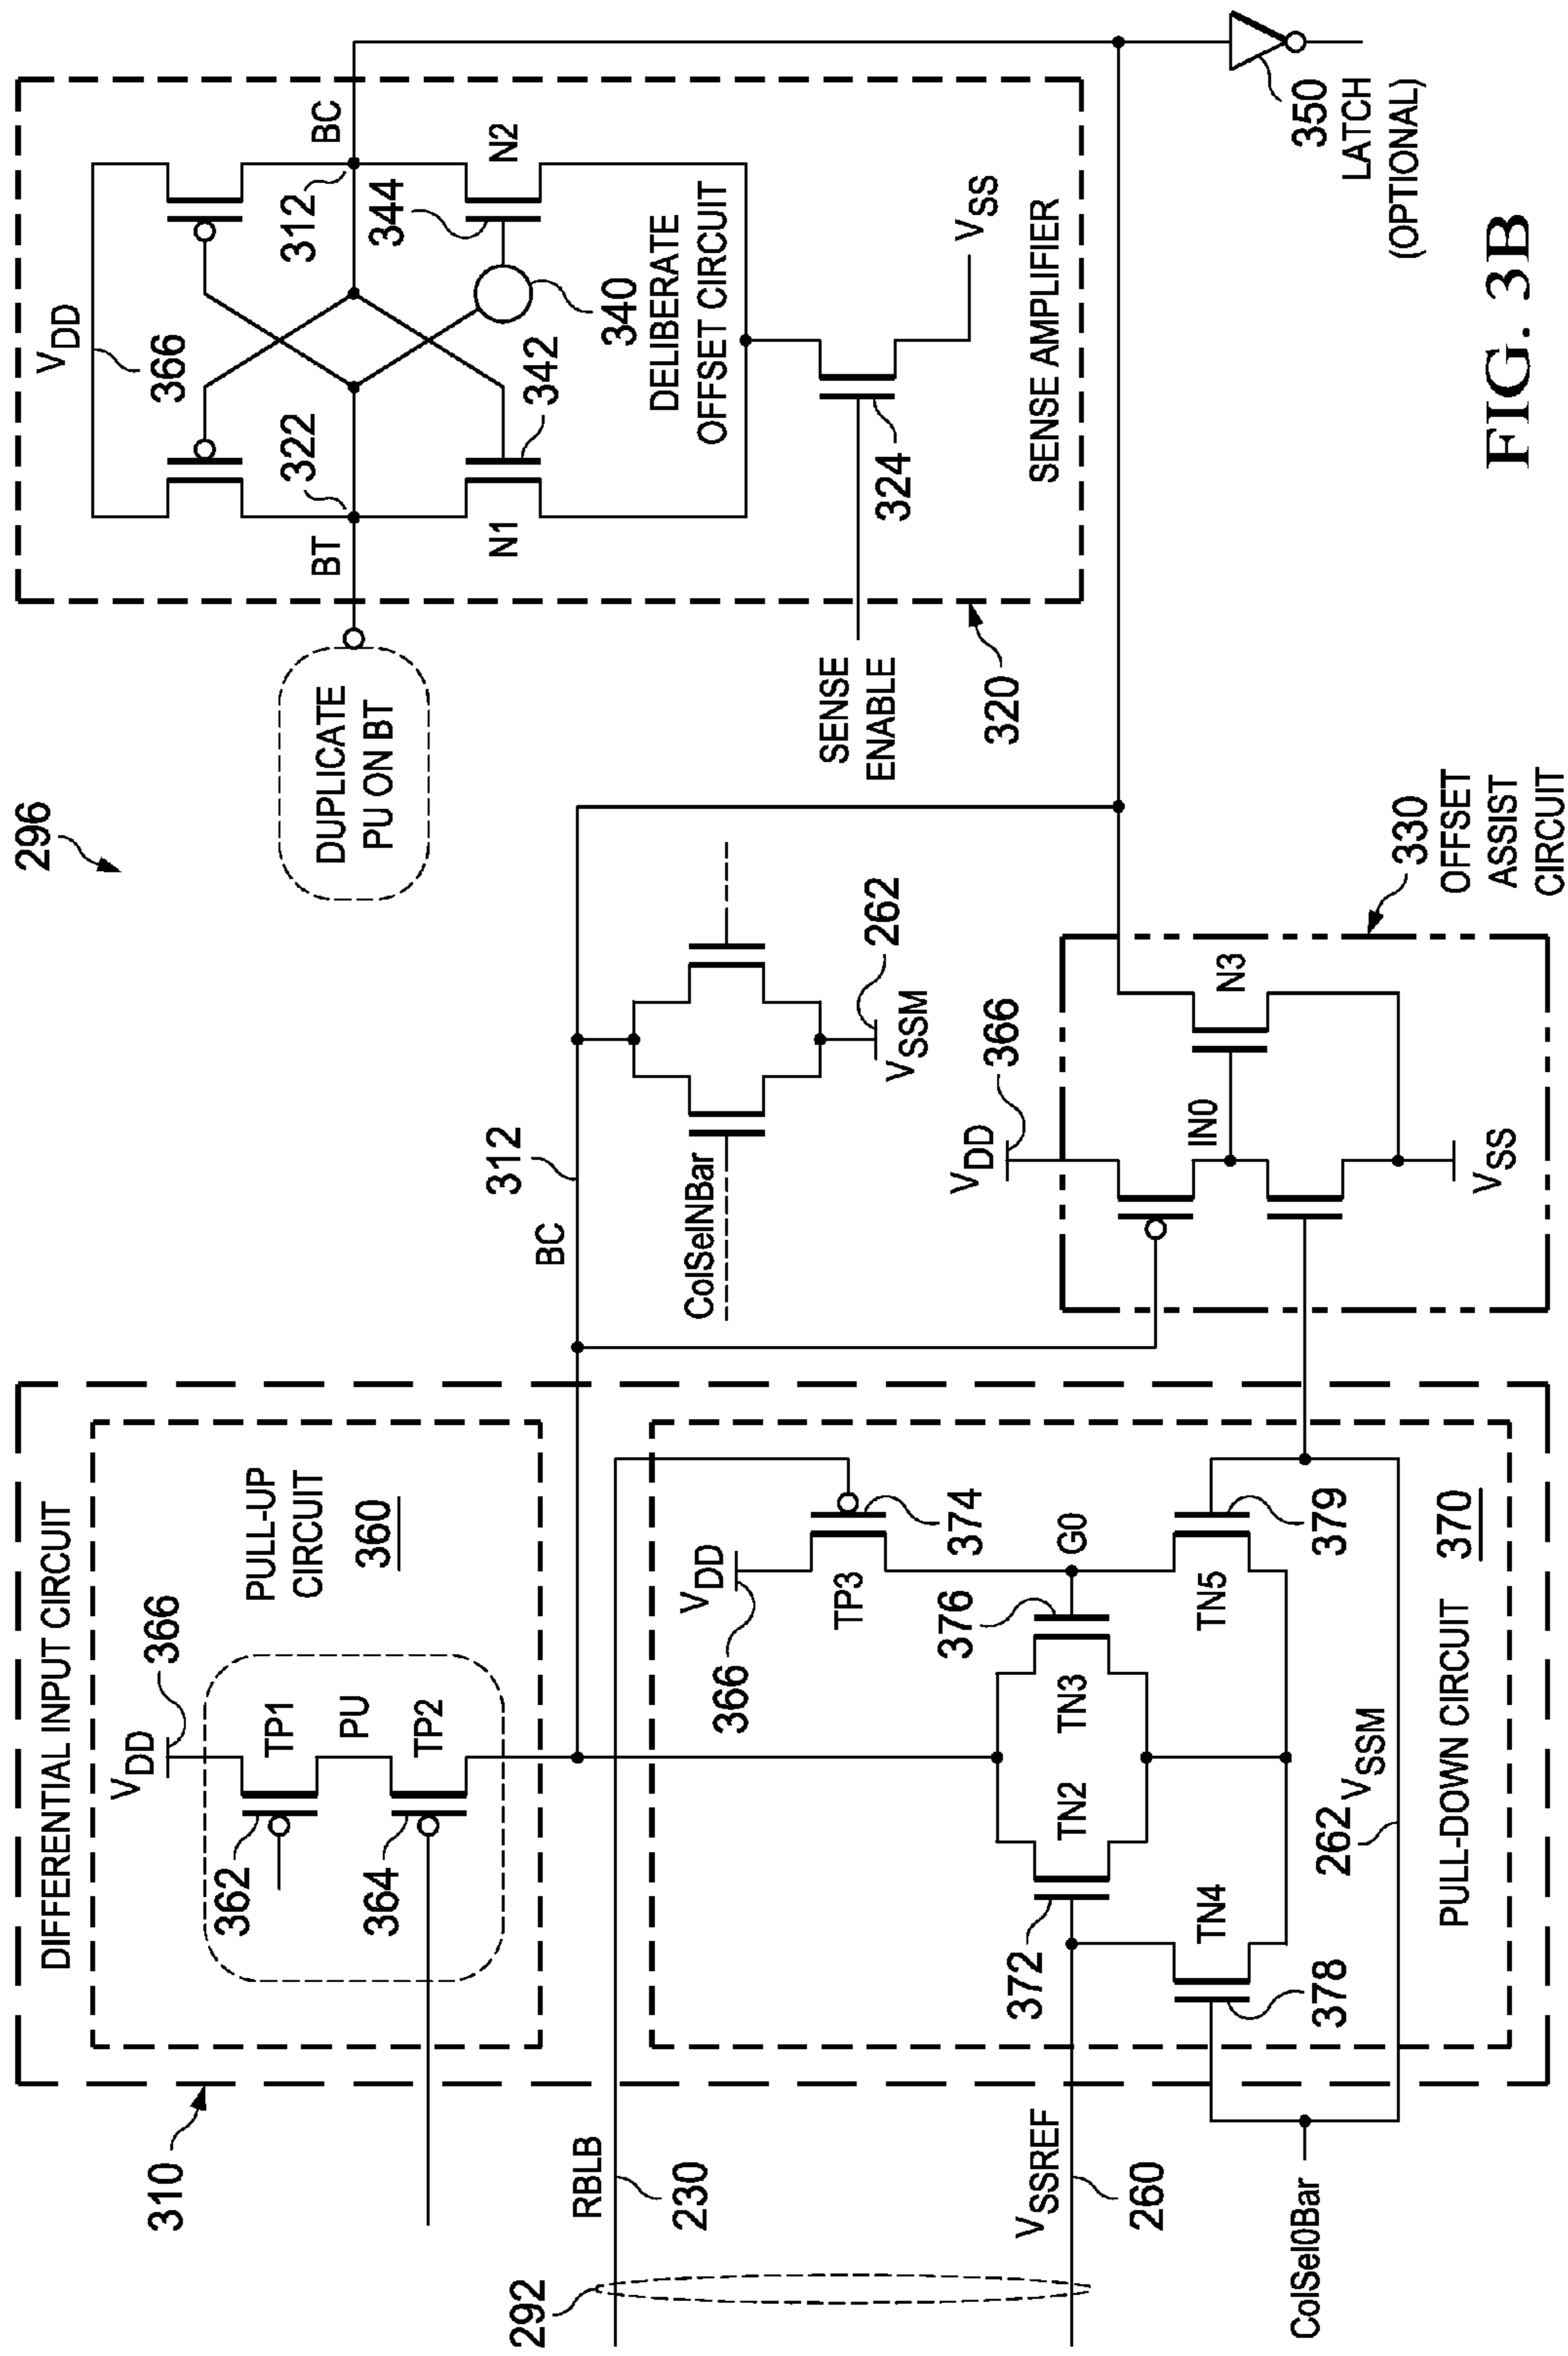 296
DIFFERENTIAL INPUT CIRCUIT
310
PULL-UP
CIRCUIT
360
VDD
366
TP1
PU
TP2
362
364
DUPLICATE
PU ON BT
VDD
366
BT
322
BC
312
N1
N2
342
344
340
DELIBERATE
OFFSET CIRCUIT
324
VSS
SENSE
ENABLE
320
SENSE AMPLIFIER
350
LATCH
(OPTIONAL)
BC
312
ColSelNBar
262
VSSM
292
RBLB
230
VSSREF
260
ColSel0Bar
VDD
366
TP3
374
376
G0
TN3
TN2
372
TN4
378
TN5
379
262
VSSM
PULL-DOWN CIRCUIT
370
VDD
366
IN0
N3
VSS
330
OFFSET
ASSIST
CIRCUIT
FIG. 3B